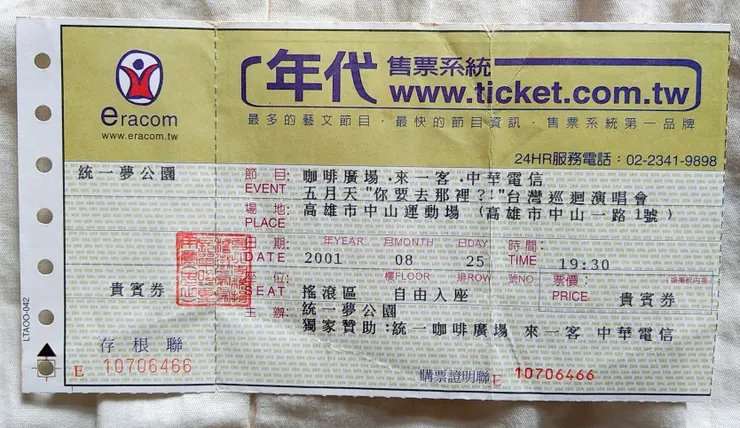 eracom
www.eracom.tw
年代 售票系統
www.ticket.com.tw
最多的藝文節目．最快的節目資訊．售票系統第一品牌
24HR服務電話：02-2341-9898
統一夢公園
貴賓券
存根聯
E 10706466
LTAOO-042
節目: 咖啡廣場.來一客.中華電信
EVENT 五月天"你要去那裡?!"台灣巡迴演唱會
場地: 高雄市中山運動場 (高雄市中山一路1號)
PLACE
日期: 年YEAR 月MONTH 日DAY 時間:
DATE 2001 08 25 TIME 19:30
座位: 樓FLOOR 排ROW 號NO. 票價:
SEAT 搖滾區 自由入座 PRICE 貴賓券
主辦: 統一夢公園
獨家贊助:統一咖啡廣場 來一客 中華電信
購票證明聯 E 10706466